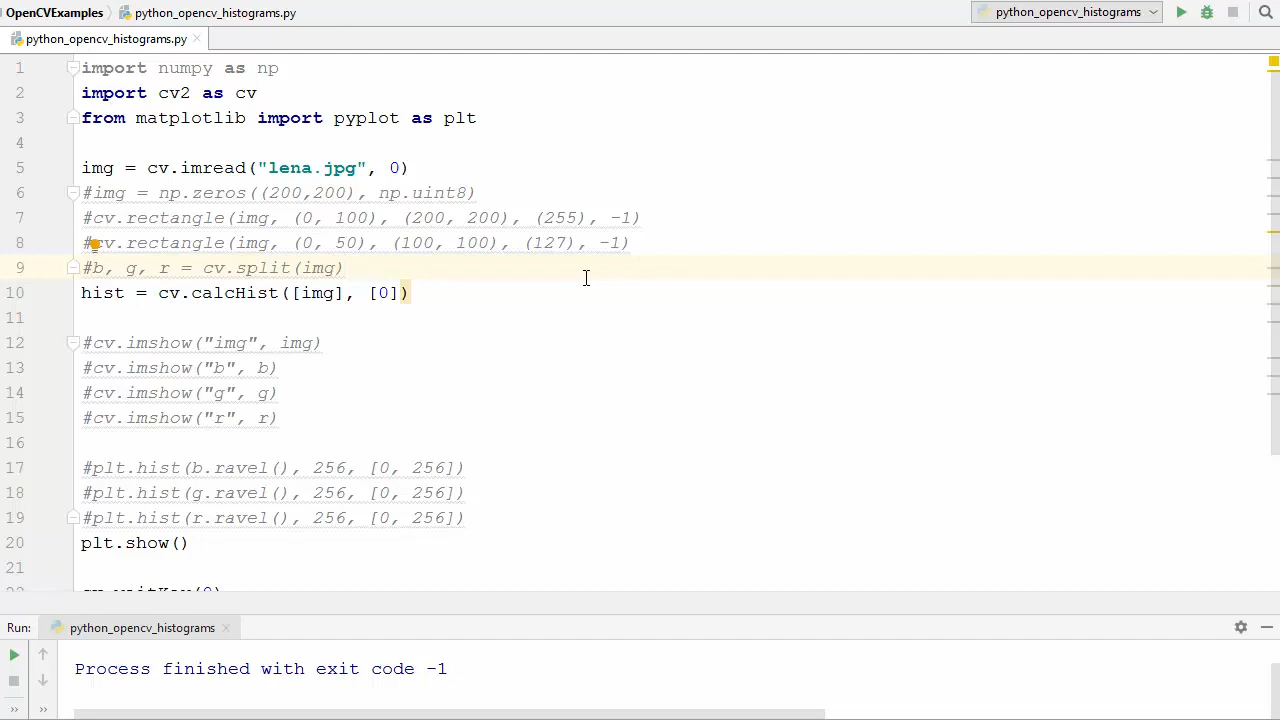 OpenCVExamples python_opencv_histograms.py python_opencv_histograms
python_opencv_histograms.py
1 import numpy as np
2 import cv2 as cv
3 from matplotlib import pyplot as plt
4
5 img = cv.imread("lena.jpg", 0)
6 #img = np.zeros((200,200), np.uint8)
7 #cv.rectangle(img, (0, 100), (200, 200), (255), -1)
8 #cv.rectangle(img, (0, 50), (100, 100), (127), -1)
9 #b, g, r = cv.split(img)
10 hist = cv.calcHist([img], [0])
11
12 #cv.imshow("img", img)
13 #cv.imshow("b", b)
14 #cv.imshow("g", g)
15 #cv.imshow("r", r)
16
17 #plt.hist(b.ravel(), 256, [0, 256])
18 #plt.hist(g.ravel(), 256, [0, 256])
19 #plt.hist(r.ravel(), 256, [0, 256])
20 plt.show()
21
22 cv.waitKey(0)
Run: python_opencv_histograms
Process finished with exit code -1